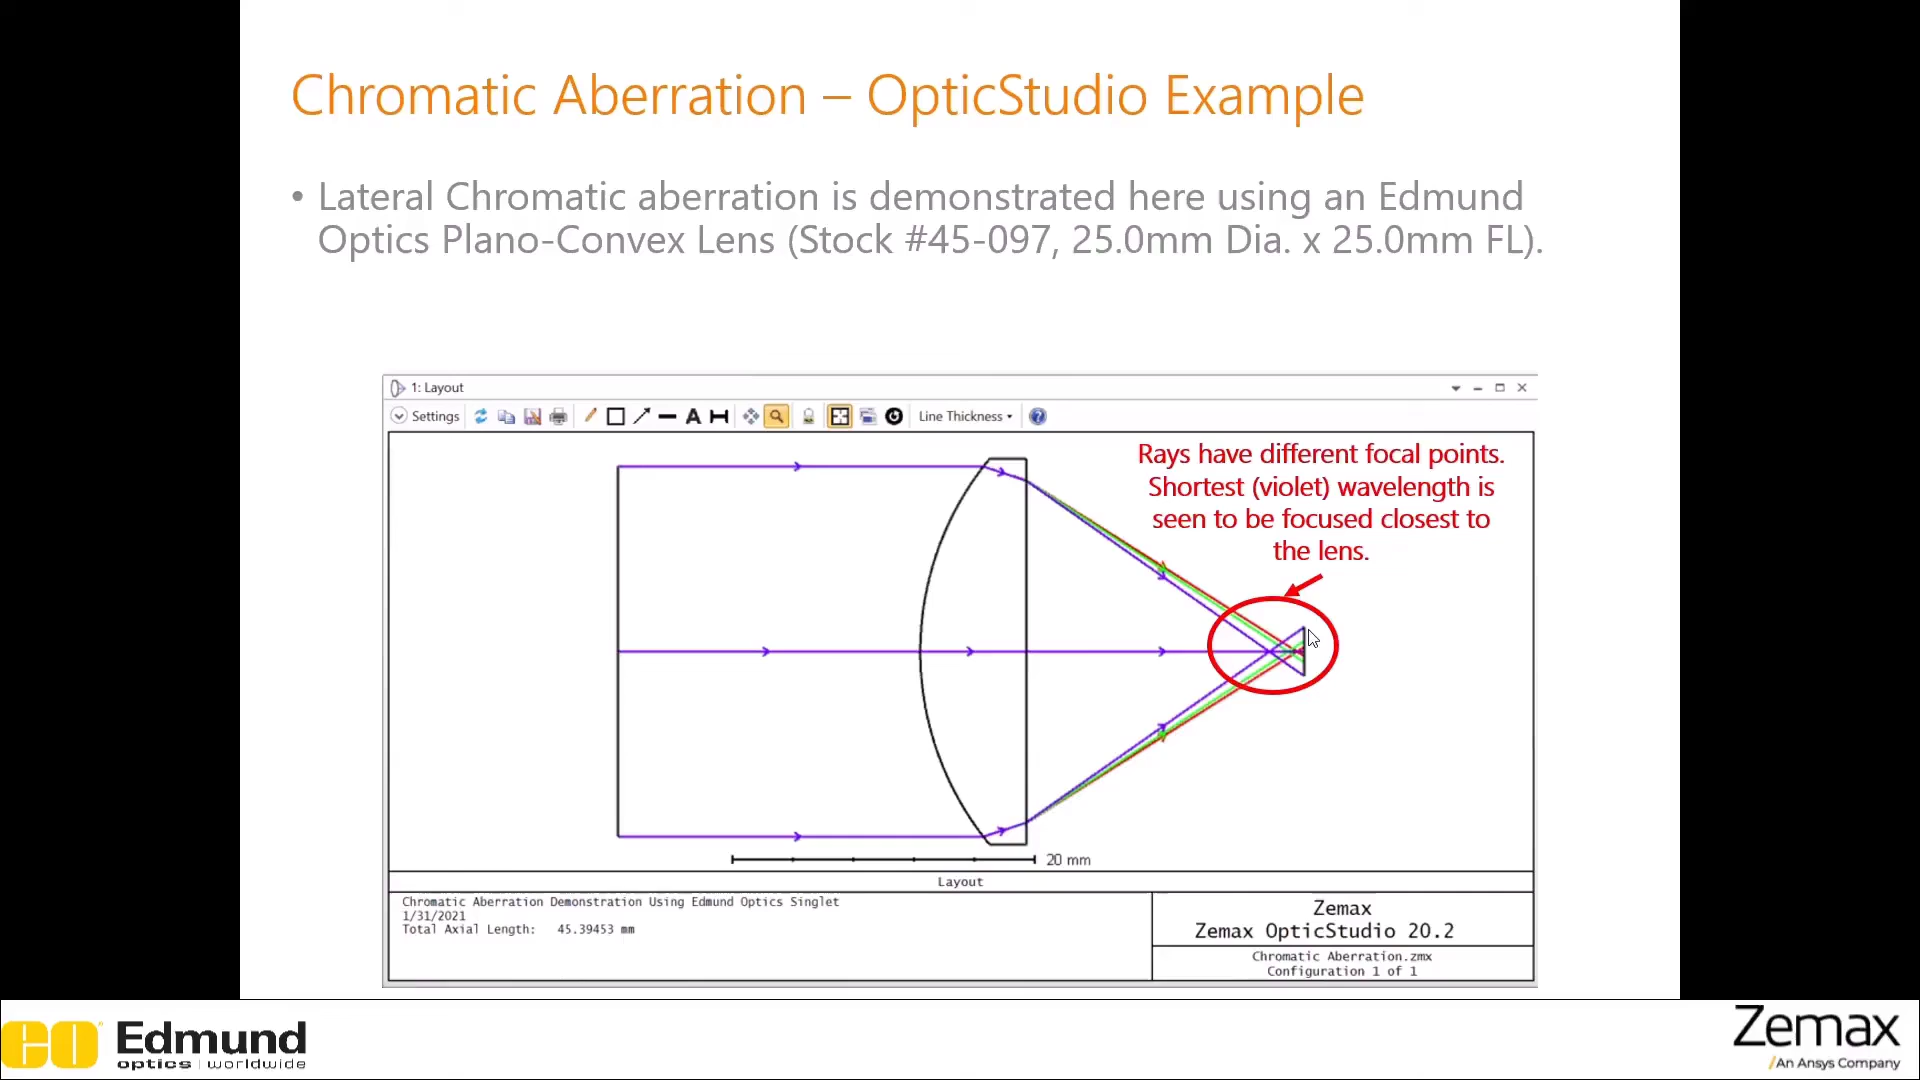 Chromatic Aberration – OpticStudio Example
• Lateral Chromatic aberration is demonstrated here using an Edmund
Optics Plano-Convex Lens (Stock #45-097, 25.0mm Dia. x 25.0mm FL).
1: Layout
Settings
A
Line Thickness
Rays have different focal points.
Shortest (violet) wavelength is
seen to be focused closest to
the lens.
20 mm
Layout
Chromatic Aberration Demonstration Using Edmund Optics Singlet
1/31/2021
Total Axial Length: 45.39453 mm
Zemax
Zemax OpticStudio 20.2
Chromatic Aberration.zmx
Configuration 1 of 1
EO Edmund
optics | worldwide
Zemax
An Ansys Company